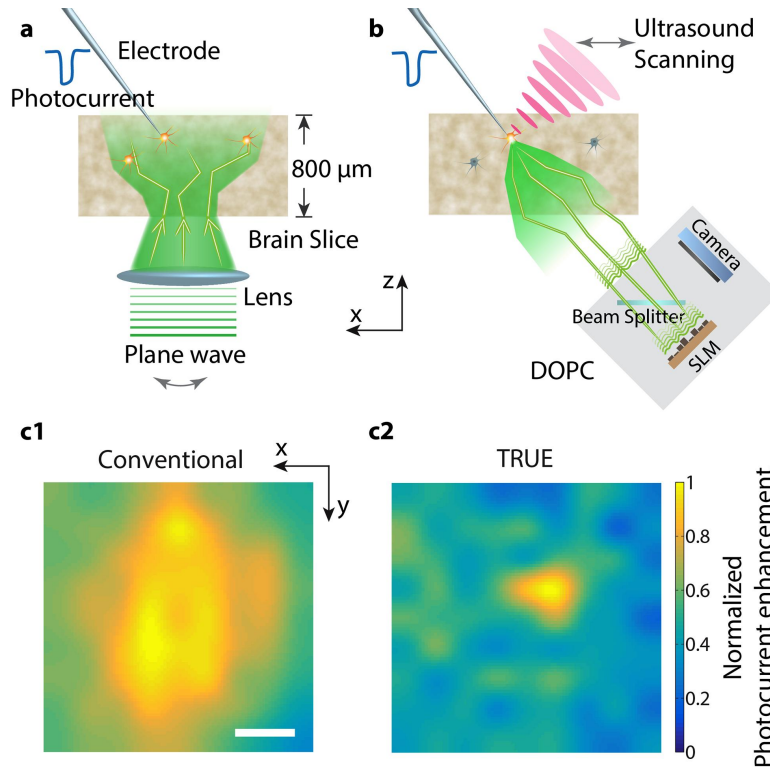 a
Electrode
Photocurrent
800 μm
Brain Slice
Lens
Plane wave
z
x
b
Ultrasound
Scanning
Camera
Beam Splitter
SLM
DOPC
c1
Conventional
x
y
c2
TRUE
1
0.8
0.6
0.4
0.2
0
Normalized
Photocurrent enhancement